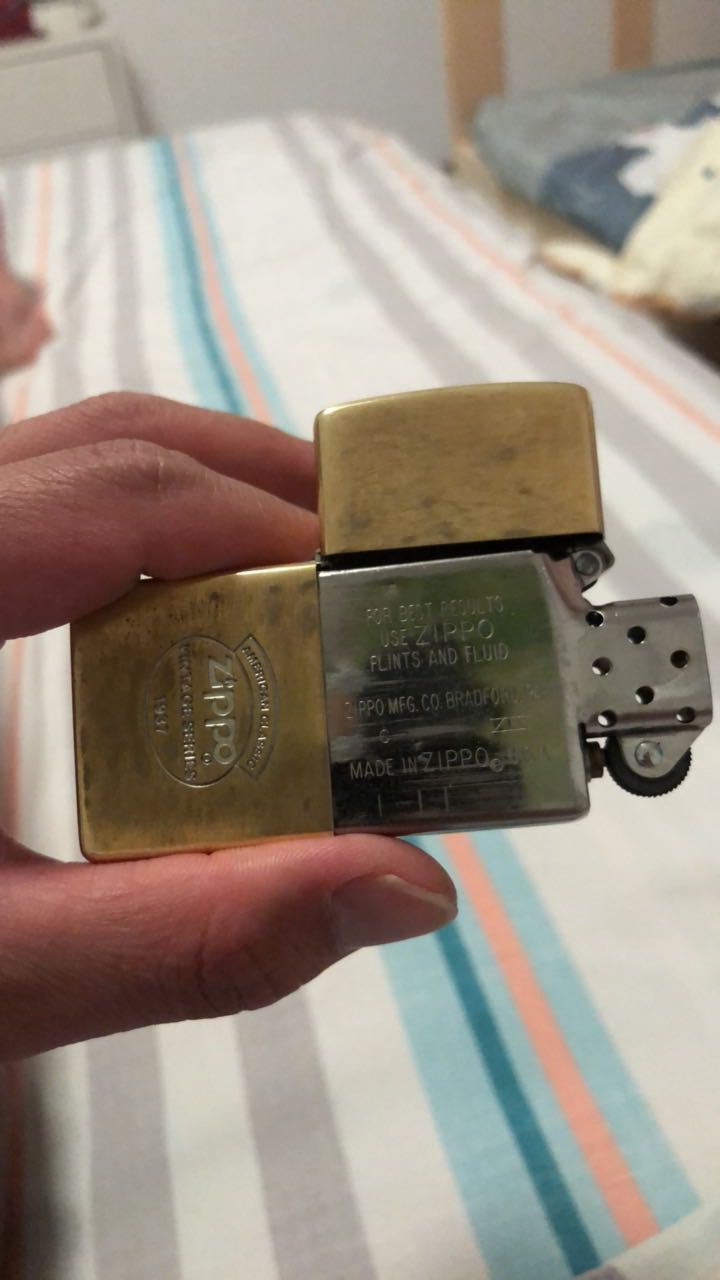 AMERICAN CLASSIC
Zippo®
VINTAGE SERIES
1937
FOR BEST RESULTS
USE ZIPPO
FLINTS AND FLUID
ZIPPO MFG. CO. BRADFORD,
C XII
MADE IN ZIPPO® U.S.A.